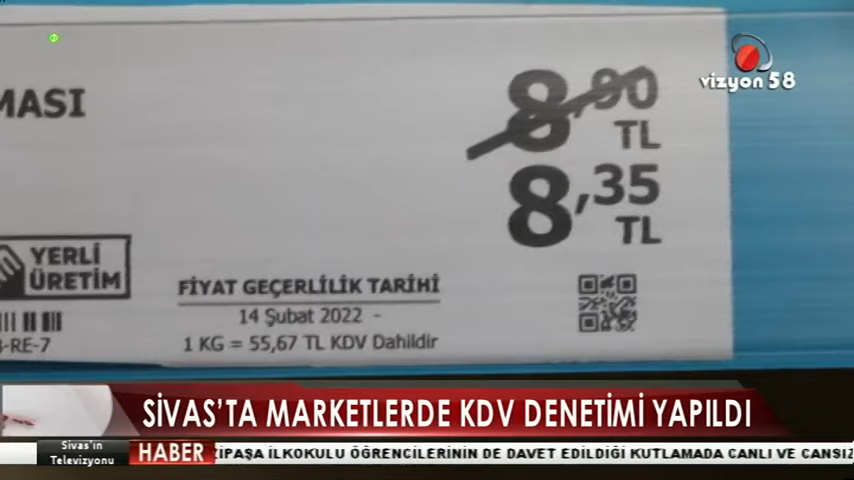 vizyon 58
MASI
8,90
TL
8,35
TL
YERLİ
ÜRETİM
FİYAT GEÇERLİLİK TARİHİ
14 Şubat 2022 -
1 KG = 55,67 TL KDV Dahildir
-RE-7
SİVAS'TA MARKETLERDE KDV DENETİMİ YAPILDI
Sivas'ın
Televizyonu
HABER
ZİPAŞA İLKOKULU ÖĞRENCİLERİNİN DE DAVET EDİLDİĞİ KUTLAMADA CANLI VE CANSIZ